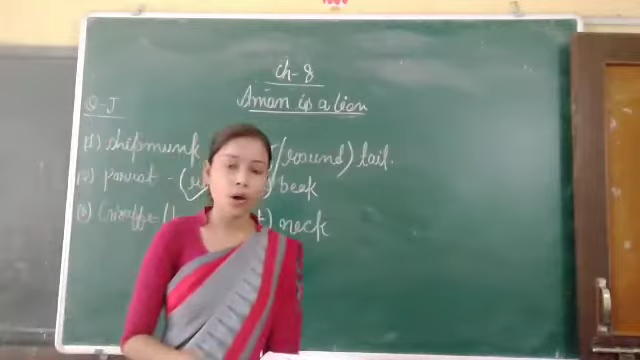 Ch-8
Aman is a lion
Q-I
(1) Chipmunk /round) tail.
(2) parrot - ( ) beak
(3) Giraffe - ( ) neck